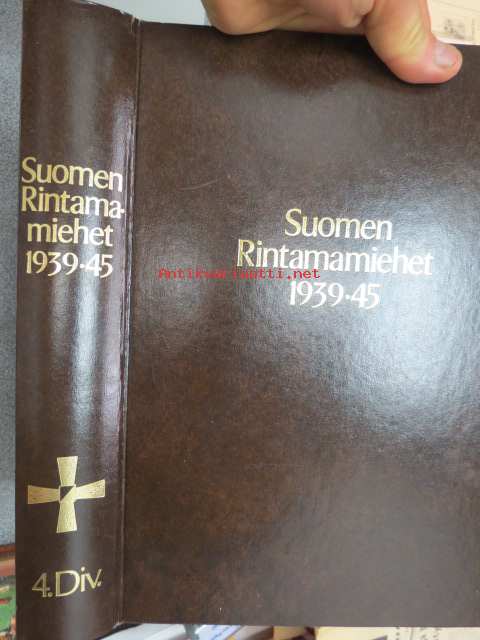 Suomen
Rintama-
miehet
1939·45
4.Div.
Suomen
Rintamamiehet
1939·45
Antikvariaatti.net